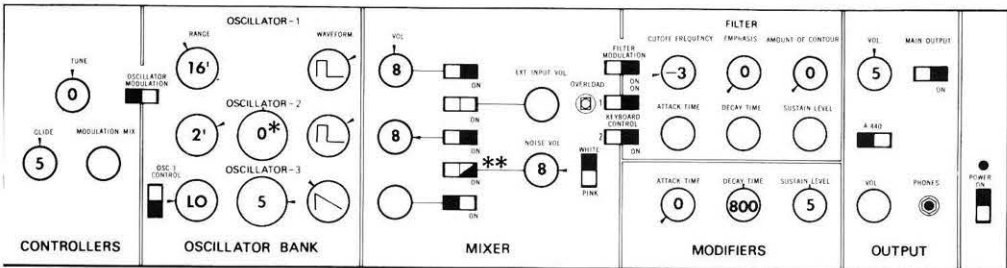 OSCILLATOR-1
RANGE
WAVEFORM
16'
TUNE
0
OSCILLATOR MODULATION
ON
GLIDE
5
MODULATION MIX
OSCILLATOR-2
2'
0*
OSCILLATOR-3
OSC 1 CONTROL
LO
5
CONTROLLERS
OSCILLATOR BANK
VOL
8
ON
EXT INPUT VOL
OVERLOAD
ON
8
ON
**
NOISE VOL
8
WHITE
PINK
ON
ON
MIXER
FILTER
FILTER MODULATION
ON
ON
1
KEYBOARD CONTROL
2
ON
CUTOFF FREQUENCY
EMPHASIS
AMOUNT OF CONTOUR
-3
0
0
ATTACK TIME
DECAY TIME
SUSTAIN LEVEL
ATTACK TIME
DECAY TIME
SUSTAIN LEVEL
0
800
5
MODIFIERS
VOL
MAIN OUTPUT
5
ON
A-440
VOL
PHONES
OUTPUT
POWER
ON